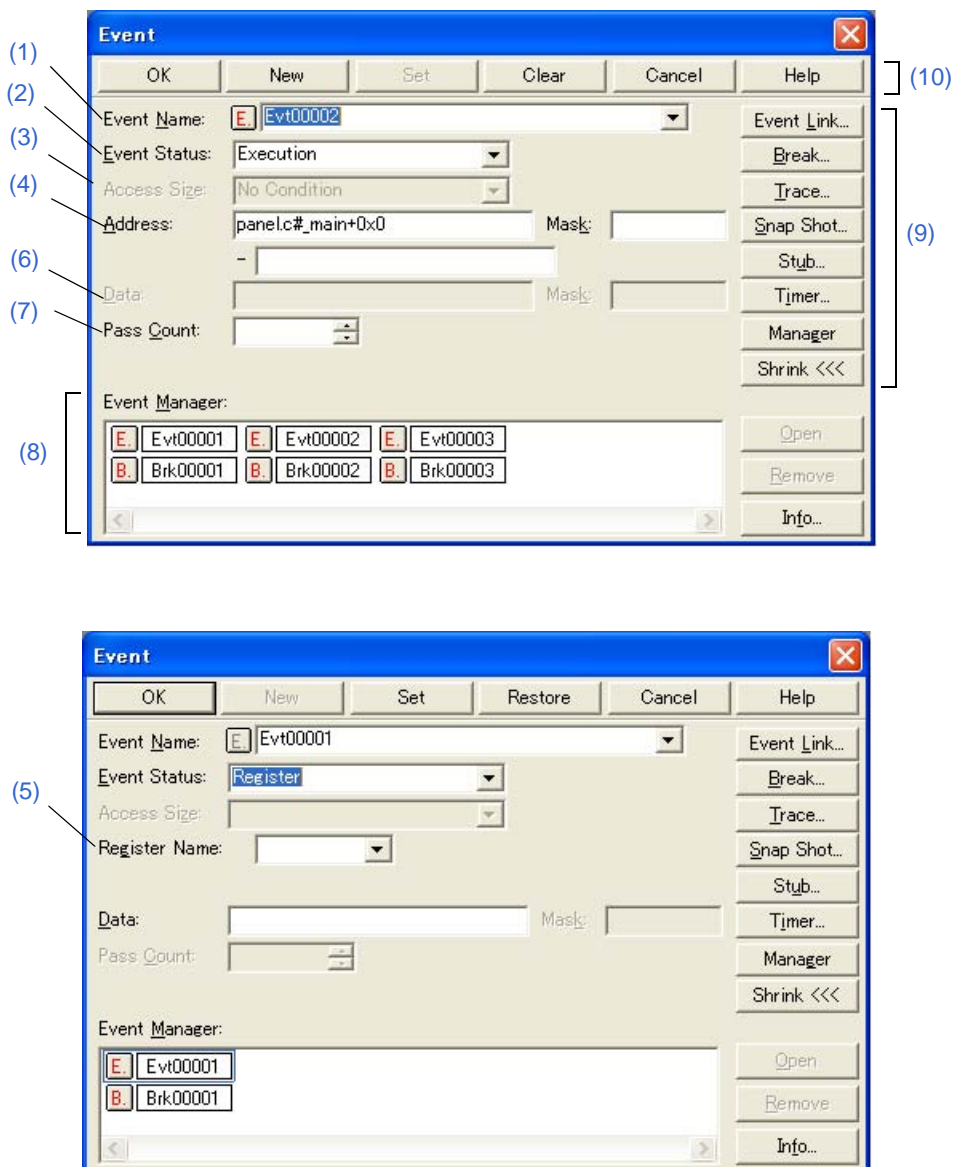 Event
(1)
OK New Set Clear Cancel Help
(10)
(2)
Event Name: E. Evt00002 Event Link...
(3)
Event Status: Execution Break...
(4)
Access Size: No Condition Trace...
Address: panel.c#_main+0x0 Mask: Snap Shot...
(9)
(6)
– Stub...
Data: Mask: Timer...
(7)
Pass Count: Manager
Shrink <<<
Event Manager:
(8)
E. Evt00001 E. Evt00002 E. Evt00003 Open
B. Brk00001 B. Brk00002 B. Brk00003 Remove
Info...
Event
OK New Set Restore Cancel Help
Event Name: E. Evt00001 Event Link...
Event Status: Register Break...
(5)
Access Size: Trace...
Register Name: Snap Shot...
Stub...
Data: Mask: Timer...
Pass Count: Manager
Shrink <<<
Event Manager:
E. Evt00001 Open
B. Brk00001 Remove
Info...